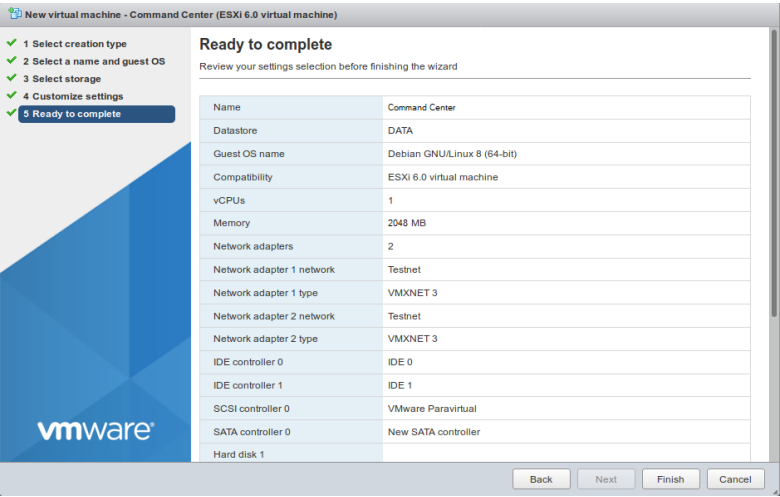 New virtual machine - Command Center (ESXi 6.0 virtual machine)
1 Select creation type
2 Select a name and guest OS
3 Select storage
4 Customize settings
5 Ready to complete
vmware®
Ready to complete
Review your settings selection before finishing the wizard
Name Command Center
Datastore DATA
Guest OS name Debian GNU/Linux 8 (64-bit)
Compatibility ESXi 6.0 virtual machine
vCPUs 1
Memory 2048 MB
Network adapters 2
Network adapter 1 network Testnet
Network adapter 1 type VMXNET 3
Network adapter 2 network Testnet
Network adapter 2 type VMXNET 3
IDE controller 0 IDE 0
IDE controller 1 IDE 1
SCSI controller 0 VMware Paravirtual
SATA controller 0 New SATA controller
Hard disk 1
Back Next Finish Cancel